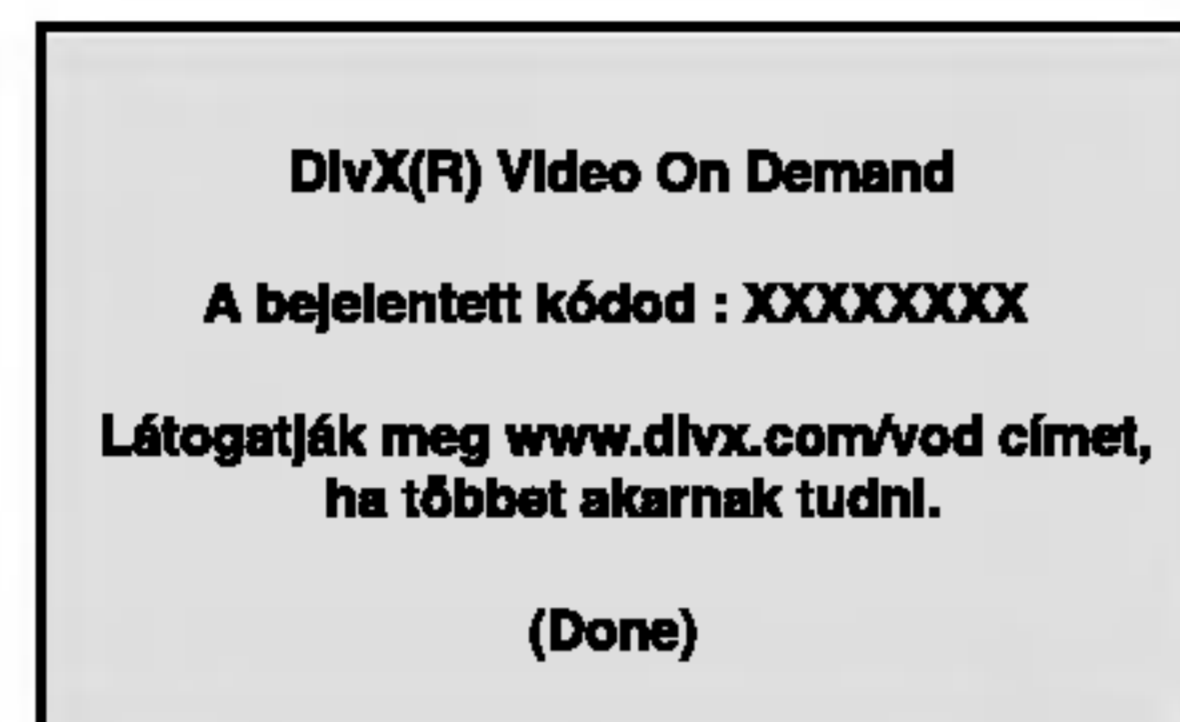 DivX(R) Video On Demand
A bejelentett kódod : XXXXXXXX
Látogatják meg www.divx.com/vod címet,
ha többet akarnak tudni.
(Done)